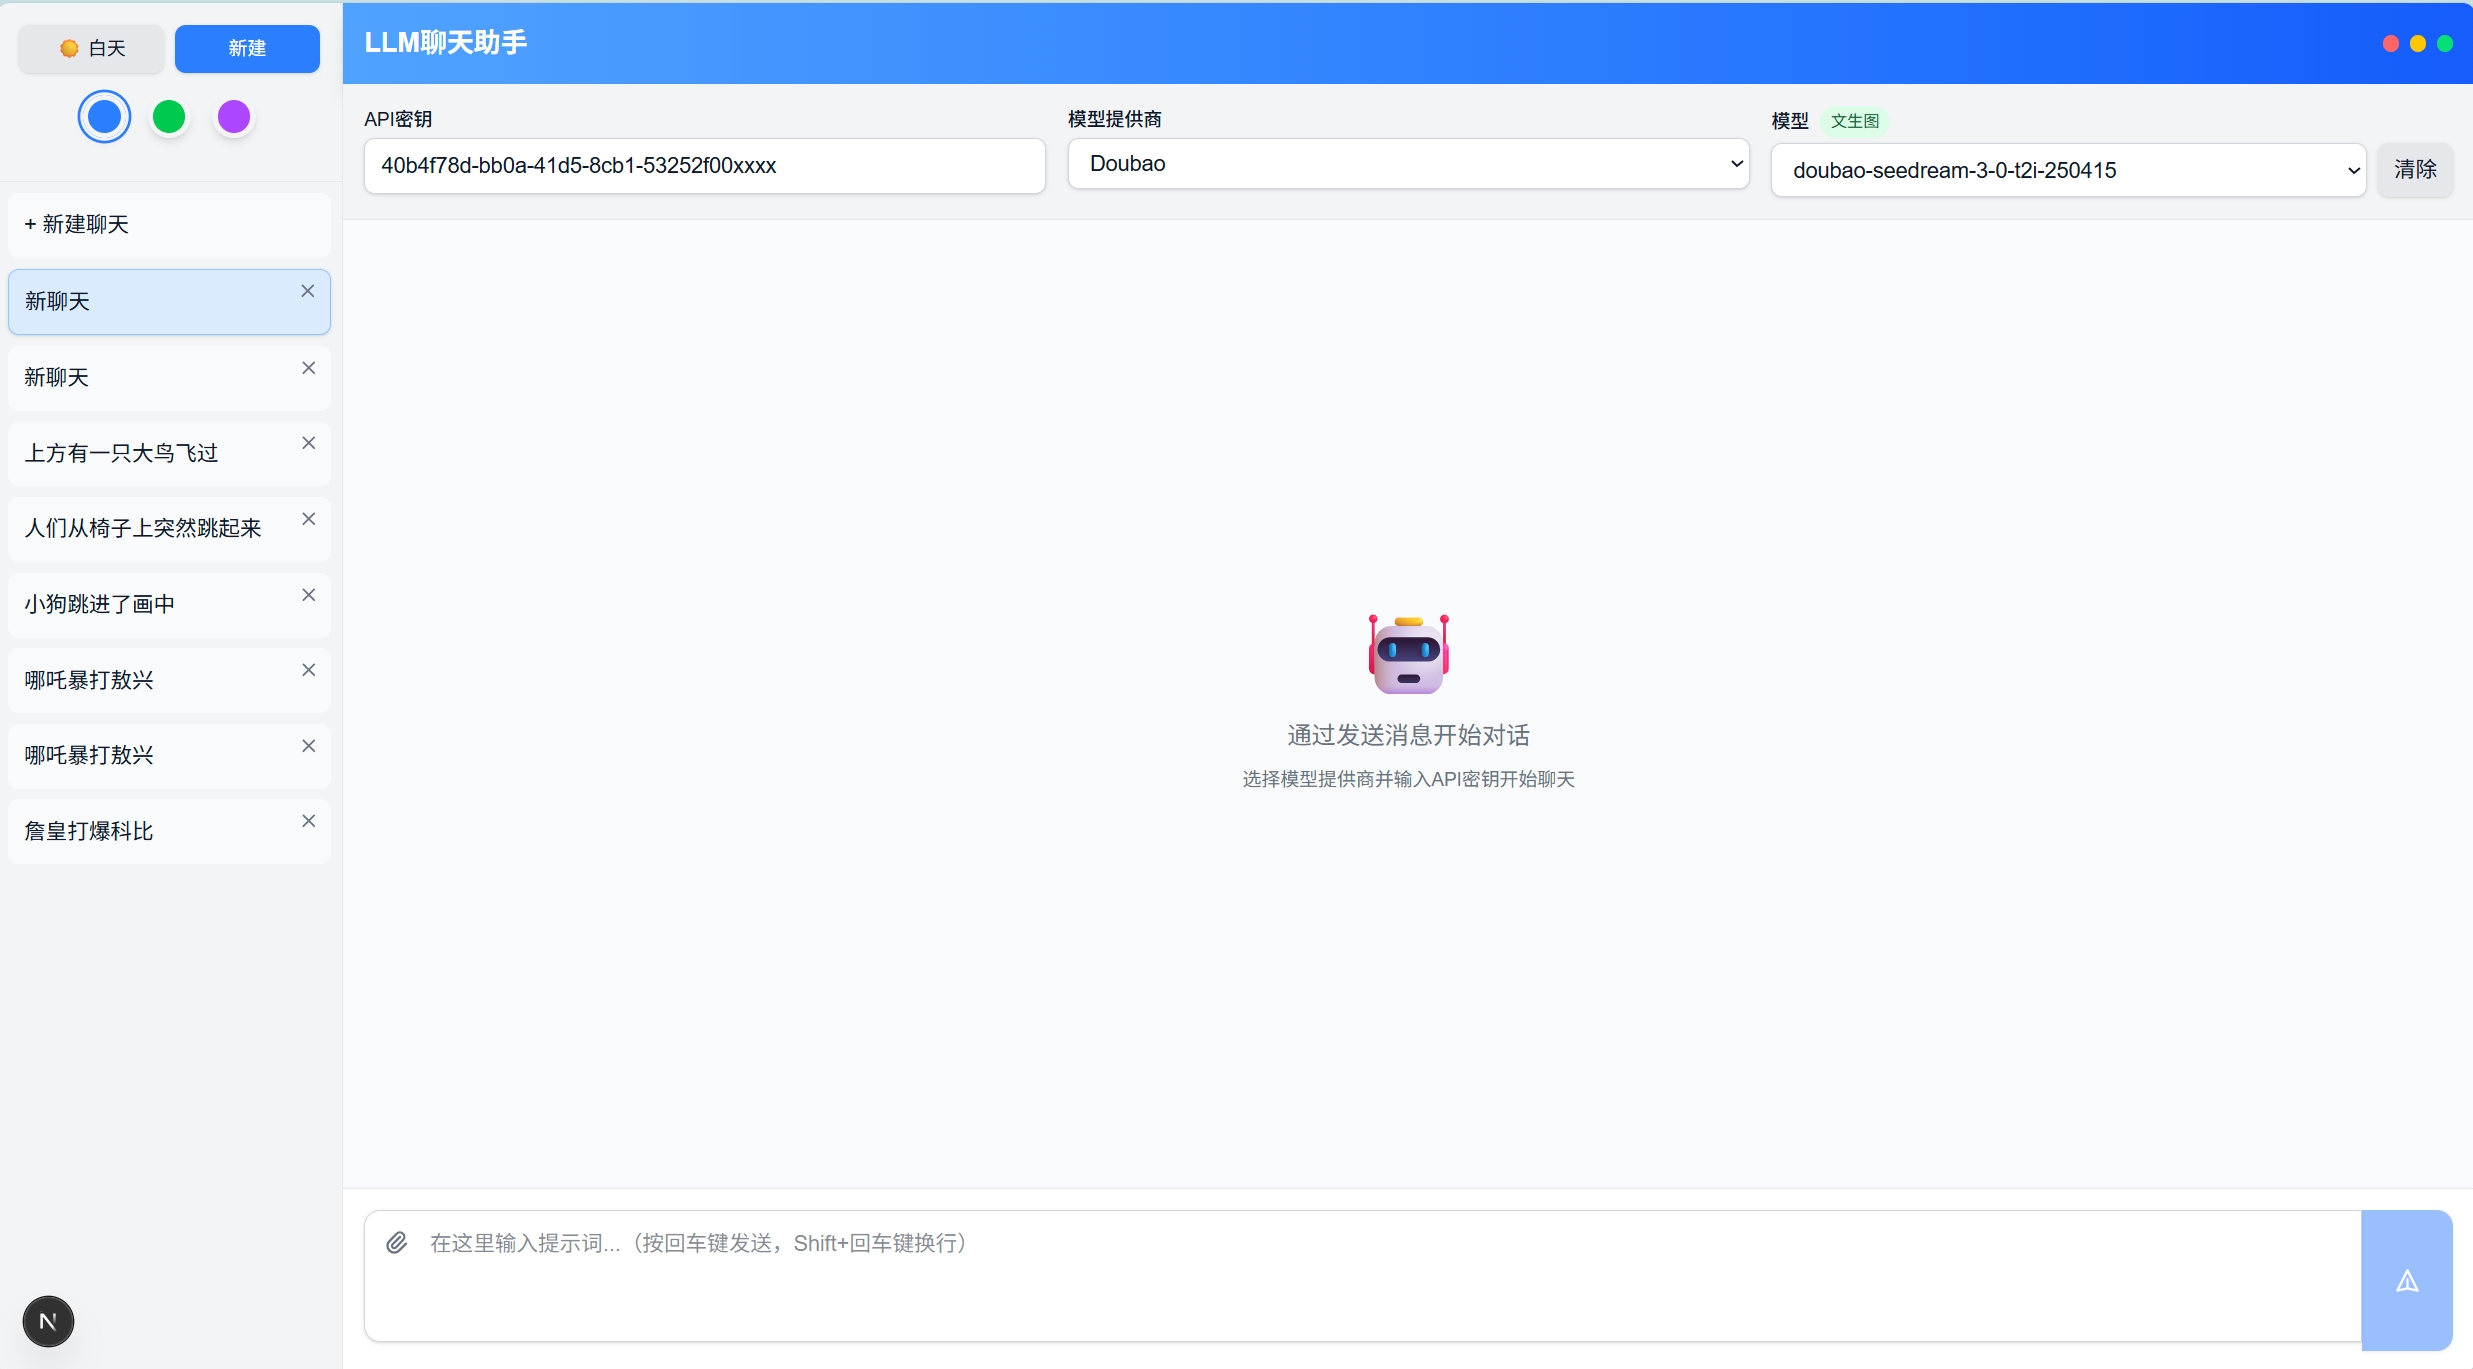 白天
新建
+ 新建聊天
新聊天
新聊天
上方有一只大鸟飞过
人们从椅子上突然跳起来
小狗跳进了画中
哪吒暴打敖兴
哪吒暴打敖兴
詹皇打爆科比
N
LLM聊天助手
API密钥
40b4f78d-bb0a-41d5-8cb1-53252f00xxxx
模型提供商
Doubao
模型 文生图
doubao-seedream-3-0-t2i-250415
清除
通过发送消息开始对话
选择模型提供商并输入API密钥开始聊天
在这里输入提示词...（按回车键发送，Shift+回车键换行）